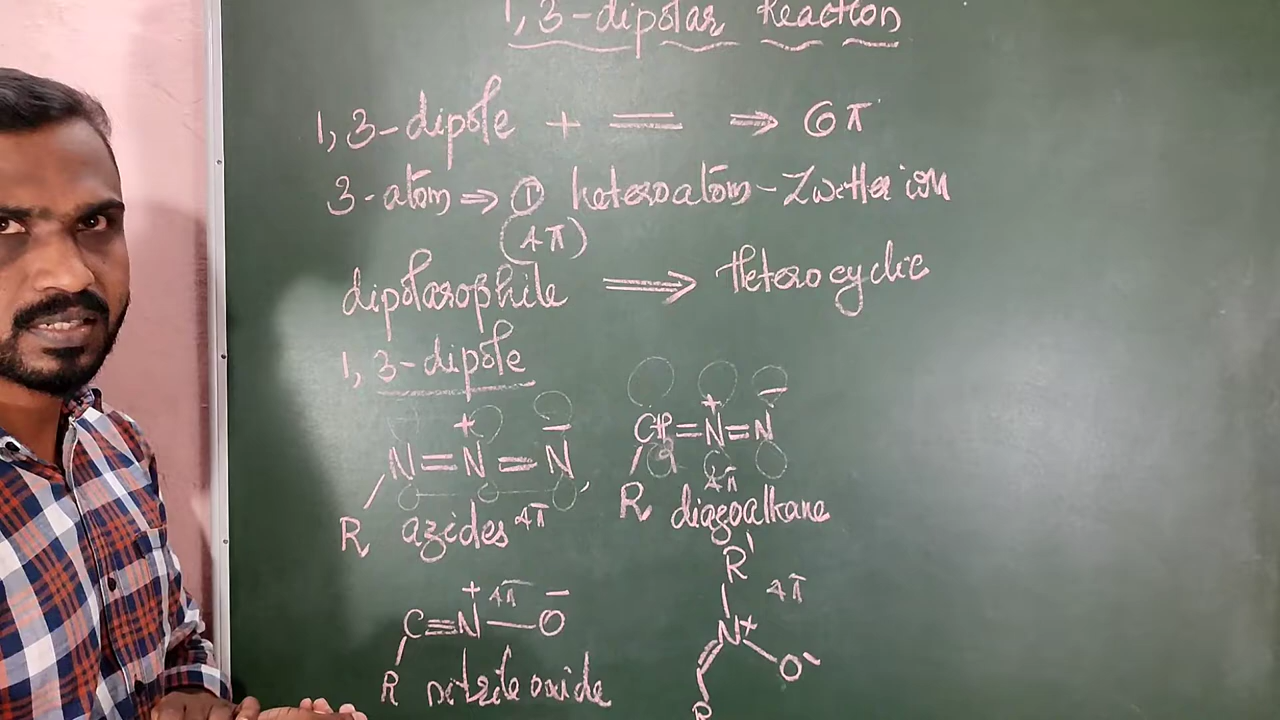 1,3-dipolar Reaction
1,3-dipole + = ⇒ 6π
3-atom ⇒ ① heteroatom - Zwitter ion
(4π)
dipolarophile ⟹ Heterocyclic
1,3-dipole
R N=N⁺=N⁻
azides 4π
R CH=N⁺=N⁻
4π
diazoalkane
R C≡N⁺—O⁻ 4π
nitrile oxide
R'
4π
N⁺
O⁻
R